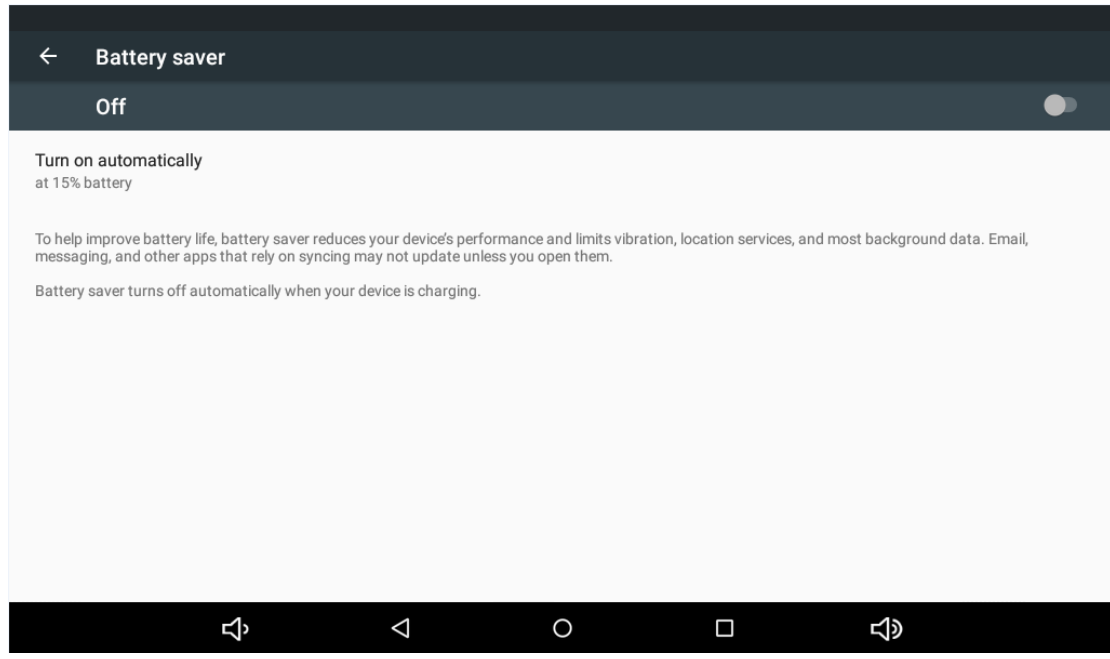 Battery saver
Off
Turn on automatically
at 15% battery
To help improve battery life, battery saver reduces your device’s performance and limits vibration, location services, and most background data. Email,
messaging, and other apps that rely on syncing may not update unless you open them.
Battery saver turns off automatically when your device is charging.